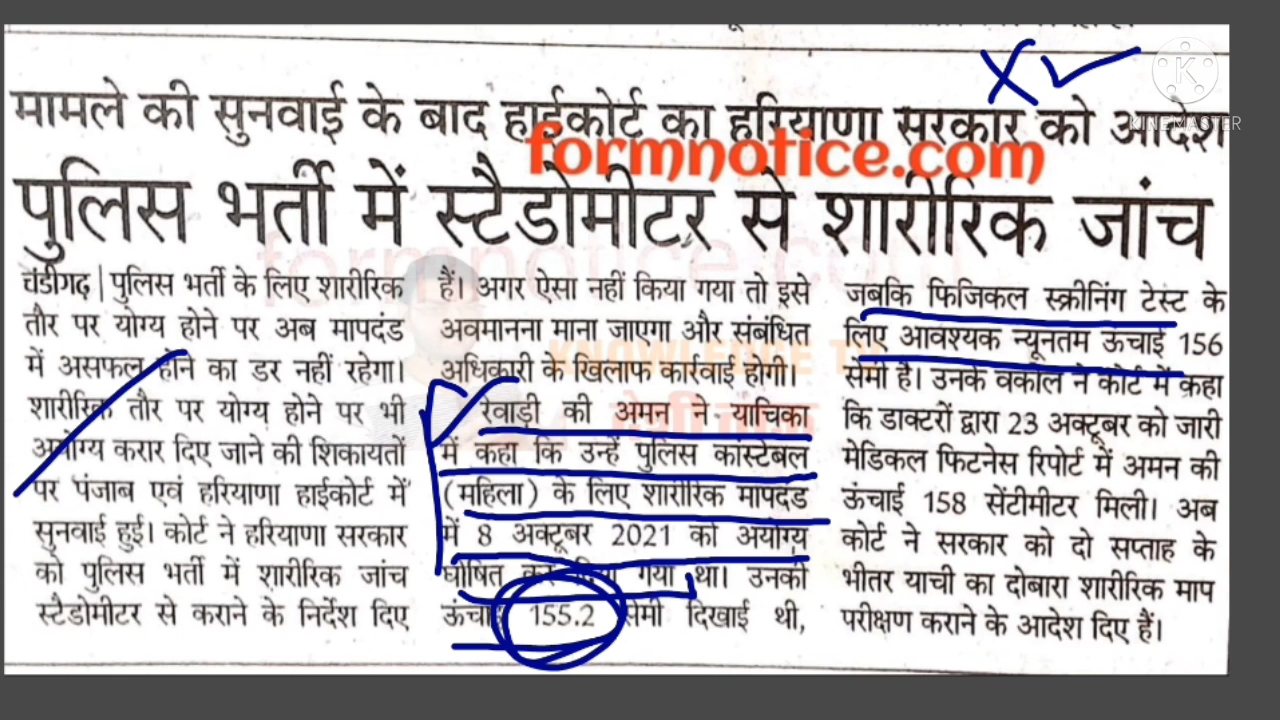 मामले की सुनवाई के बाद हाईकोर्ट का हरियाणा सरकार को आदेश
KINEMASTER
formnotice.com
पुलिस भर्ती में स्टैडोमीटर से शारीरिक जांच
formnotice.com
चंडीगढ़ | पुलिस भर्ती के लिए शारीरिक
तौर पर योग्य होने पर अब मापदंड
में असफल होने का डर नहीं रहेगा।
शारीरिक तौर पर योग्य होने पर भी
अयोग्य करार दिए जाने की शिकायतों
पर पंजाब एवं हरियाणा हाईकोर्ट में
सुनवाई हुई। कोर्ट ने हरियाणा सरकार
को पुलिस भर्ती में शारीरिक जांच
स्टैडोमीटर से कराने के निर्देश दिए
हैं। अगर ऐसा नहीं किया गया तो इसे
अवमानना माना जाएगा और संबंधित
अधिकारी के खिलाफ कार्रवाई होगी।
रेवाड़ी की अमन ने याचिका
में कहा कि उन्हें पुलिस कांस्टेबल
(महिला) के लिए शारीरिक मापदंड
में 8 अक्टूबर 2021 को अयोग्य
घोषित कर दिया गया था। उनकी
ऊंचाई 155.2 सेमी दिखाई थी,
जबकि फिजिकल स्क्रीनिंग टेस्ट के
लिए आवश्यक न्यूनतम ऊंचाई 156
सेमी है। उनके वकील ने कोर्ट में कहा
कि डाक्टरों द्वारा 23 अक्टूबर को जारी
मेडिकल फिटनेस रिपोर्ट में अमन की
ऊंचाई 158 सेंटीमीटर मिली। अब
कोर्ट ने सरकार को दो सप्ताह के
भीतर याची का दोबारा शारीरिक माप
परीक्षण कराने के आदेश दिए हैं।